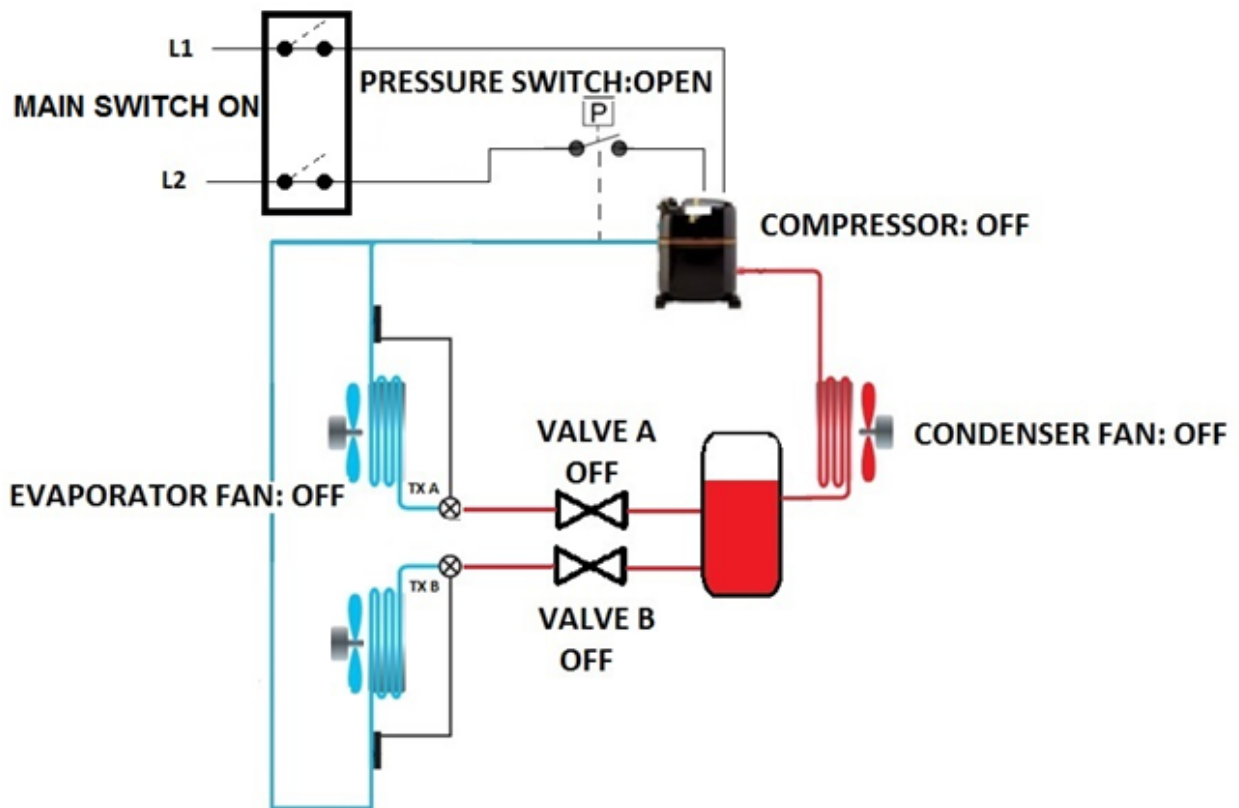 L1
PRESSURE SWITCH:OPEN
MAIN SWITCH ON
P
L2
COMPRESSOR: OFF
VALVE A
OFF
CONDENSER FAN: OFF
TX A
EVAPORATOR FAN: OFF
TX B
VALVE B
OFF